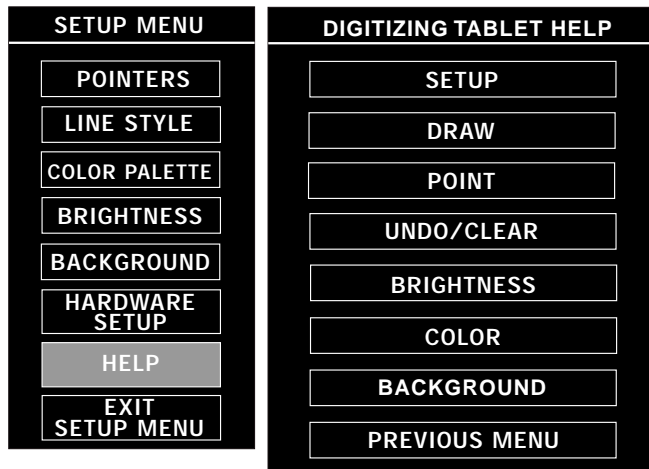 SETUP MENU
POINTERS
LINE STYLE
COLOR PALETTE
BRIGHTNESS
BACKGROUND
HARDWARE
SETUP
HELP
EXIT
SETUP MENU
DIGITIZING TABLET HELP
SETUP
DRAW
POINT
UNDO/CLEAR
BRIGHTNESS
COLOR
BACKGROUND
PREVIOUS MENU